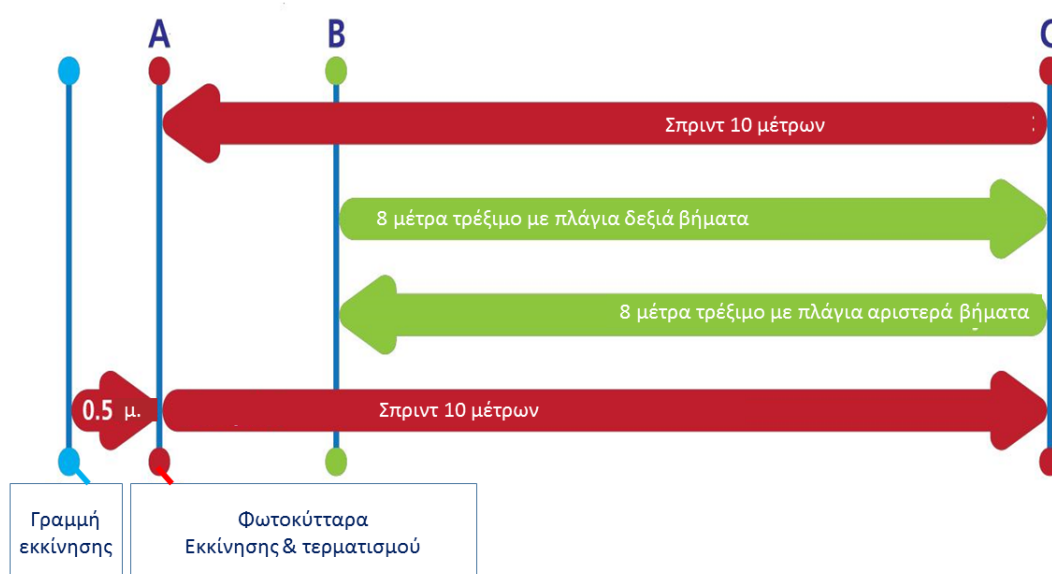 A B C
Σπριντ 10 μέτρων
8 μέτρα τρέξιμο με πλάγια δεξιά βήματα
8 μέτρα τρέξιμο με πλάγια αριστερά βήματα
0.5 μ. Σπριντ 10 μέτρων
Γραμμή
εκκίνησης
Φωτοκύτταρα
Εκκίνησης & τερματισμού